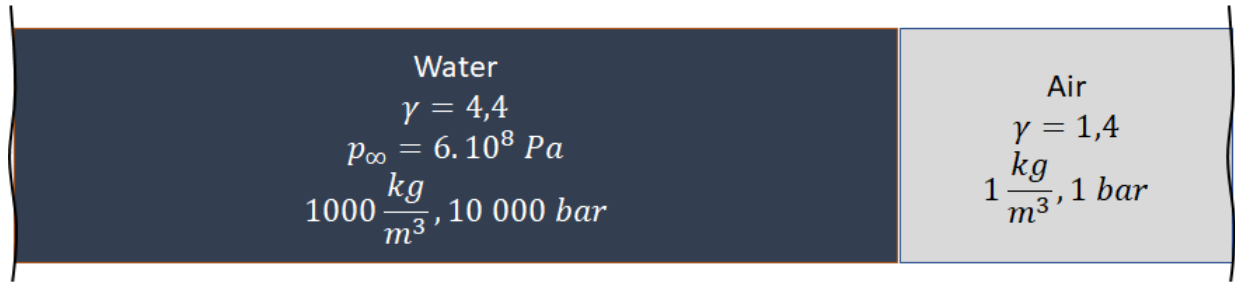 Water
γ = 4,4
p∞ = 6.10⁸ Pa
1000 kg/m³, 10 000 bar
Air
γ = 1,4
1 kg/m³, 1 bar